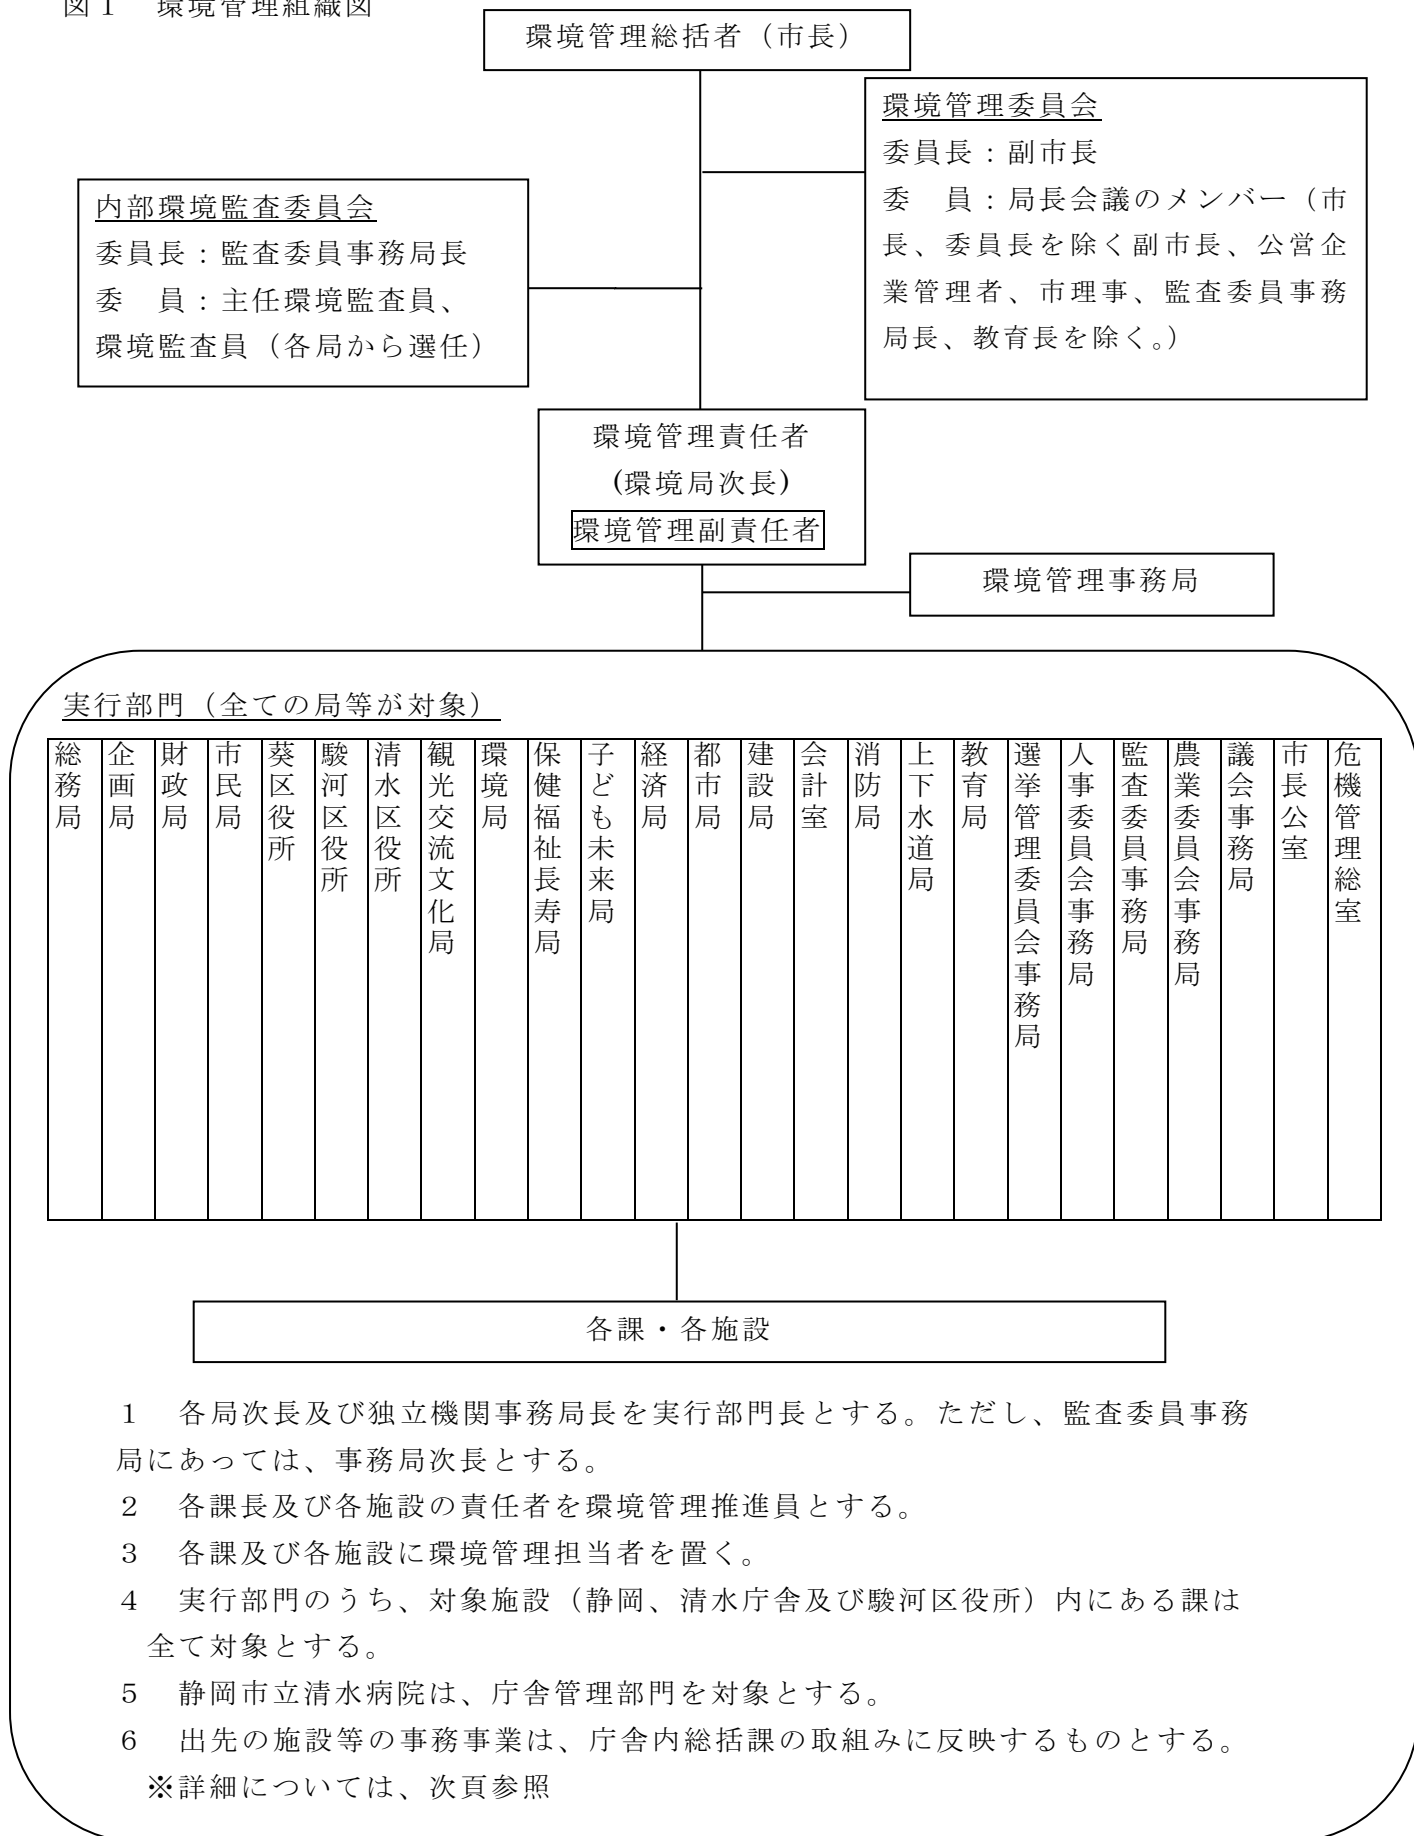 図1　環境管理組織図
環境管理総括者（市長）
環境管理委員会
委員長：副市長
委　員：局長会議のメンバー（市
長、委員長を除く副市長、公営企
業管理者、市理事、監査委員事務
局長、教育長を除く。）
内部環境監査委員会
委員長：監査委員事務局長
委　員：主任環境監査員、
環境監査員（各局から選任）
環境管理責任者
(環境局次長)
環境管理副責任者
環境管理事務局
実行部門（全ての局等が対象）
総務局
企画局
財政局
市民局
葵区役所
駿河区役所
清水区役所
観光交流文化局
環境局
保健福祉長寿局
子ども未来局
経済局
都市局
建設局
会計室
消防局
上下水道局
教育局
選挙管理委員会事務局
人事委員会事務局
監査委員事務局
農業委員会事務局
議会事務局
市長公室
危機管理総室
各課・各施設
1　各局次長及び独立機関事務局長を実行部門長とする。ただし、監査委員事務
局にあっては、事務局次長とする。
2　各課長及び各施設の責任者を環境管理推進員とする。
3　各課及び各施設に環境管理担当者を置く。
4　実行部門のうち、対象施設（静岡、清水庁舎及び駿河区役所）内にある課は
全て対象とする。
5　静岡市立清水病院は、庁舎管理部門を対象とする。
6　出先の施設等の事務事業は、庁舎内総括課の取組みに反映するものとする。
※詳細については、次頁参照